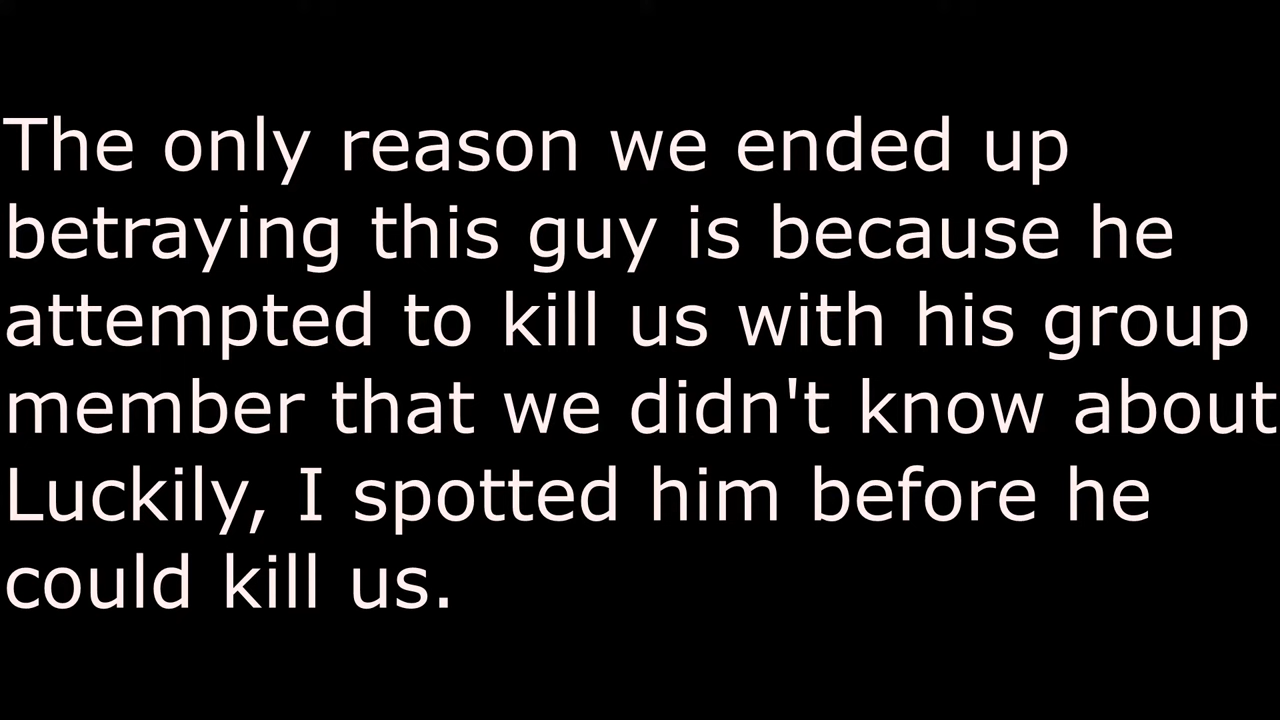 The only reason we ended up
betraying this guy is because he
attempted to kill us with his group
member that we didn't know about
Luckily, I spotted him before he
could kill us.